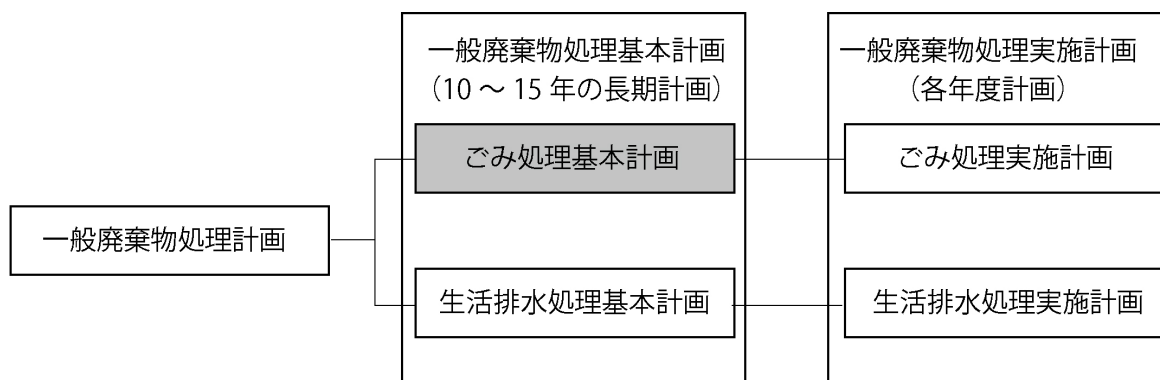 一般廃棄物処理計画
一般廃棄物処理基本計画
（10 ～ 15 年の長期計画）
ごみ処理基本計画
生活排水処理基本計画
一般廃棄物処理実施計画
（各年度計画）
ごみ処理実施計画
生活排水処理実施計画